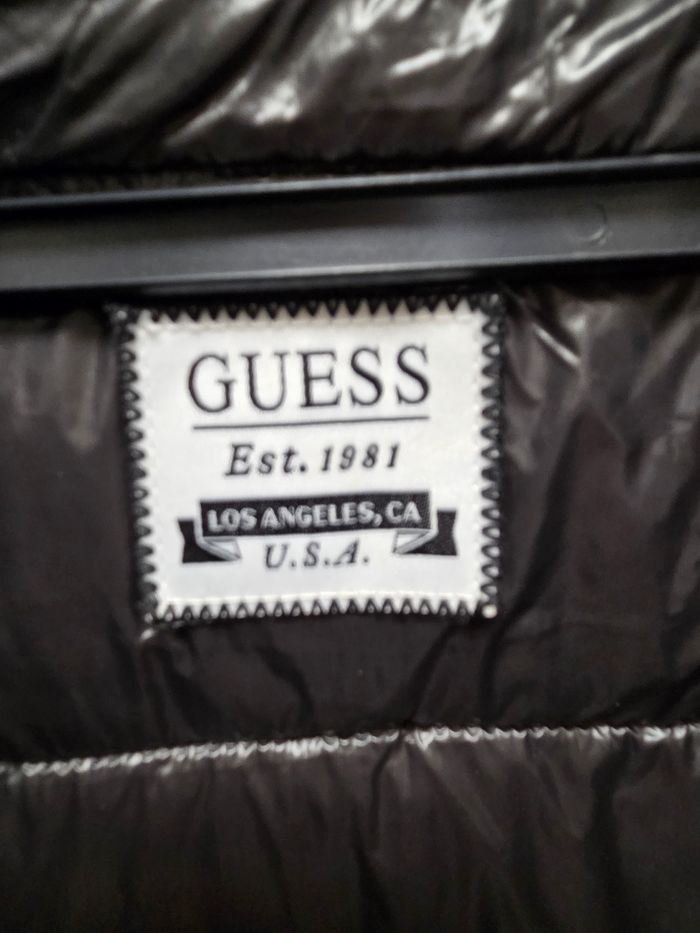 GUESS
Est. 1981
LOS ANGELES, CA
U.S.A.